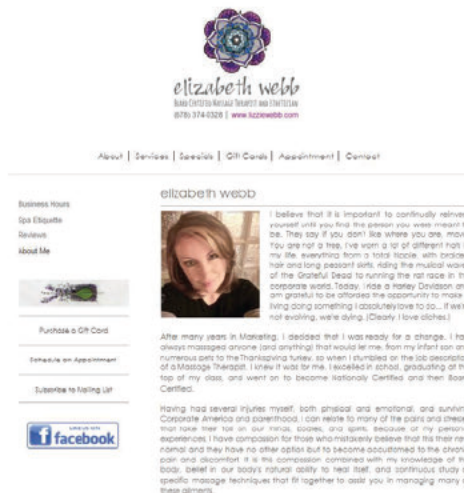 elizabeth webb
BOARD CERTIFIED MASSAGE THERAPIST AND ESTHETICIAN
(678) 374-0328 | www.lizziewebb.com
About | Services | Specials | Gift Cards | Appointment | Contact
Business Hours
Spa Etiquette
Reviews
About Me
Purchase a Gift Card
Schedule an Appointment
Subscribe to Mailing List
LIKE US ON
facebook
elizabeth webb
I believe that it is important to continually reinvent
yourself until you find the person you were meant
be. They say if you don't like where you are, move.
You are not a tree. I've worn a lot of different hats
my life, everything from a total hippie, with braided
hair and long peasant skirts, riding the musical wave
of the Grateful Dead to running the rat race in the
corporate world. Today, I ride a Harley Davidson and
am grateful to be afforded the opportunity to make
living doing something I absolutely love to do... if we're
not evolving, we're dying. (Clearly I love cliches.)
After many years in Marketing, I decided that I was ready for a change. I had
always massaged anyone (and anything) that would let me, from my infant son and
numerous pets to the Thanksgiving turkey, so when I stumbled on the job description
of a Massage Therapist, I knew it was for me. I excelled in school, graduating at the
top of my class, and went on to become Nationally Certified and then Board
Certified.
Having had several injuries myself, both physical and emotional, and surviving
Corporate America and parenthood, I can relate to many of the pains and stresses
that take their toll on our minds, bodies, and spirits. Because of my personal
experiences I have compassion for those who mistakenly believe that this their new
normal and they have no other option but to become accustomed to the chronic
pain and discomfort. It is this compassion combined with my knowledge of the
body, belief in our body's natural ability to heal itself, and continuous study
specific massage techniques that fit together to assist you in managing many
these ailments.